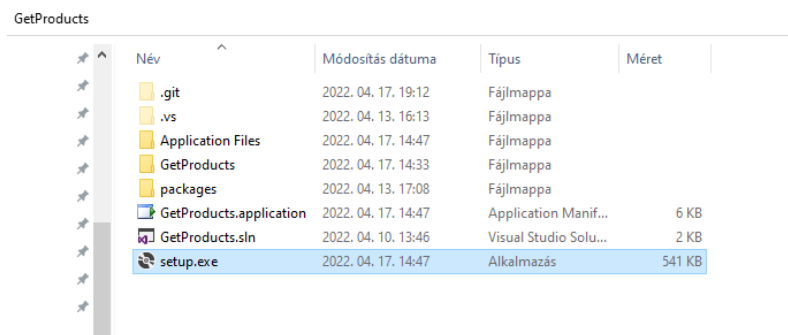 GetProducts
Név Módosítás dátuma Típus Méret
.git 2022. 04. 17. 19:12 Fájlmappa
.vs 2022. 04. 13. 16:13 Fájlmappa
Application Files 2022. 04. 17. 14:47 Fájlmappa
GetProducts 2022. 04. 17. 14:33 Fájlmappa
packages 2022. 04. 13. 17:08 Fájlmappa
GetProducts.application 2022. 04. 17. 14:47 Application Manif... 6 KB
GetProducts.sln 2022. 04. 10. 13:46 Visual Studio Solu... 2 KB
setup.exe 2022. 04. 17. 14:47 Alkalmazás 541 KB